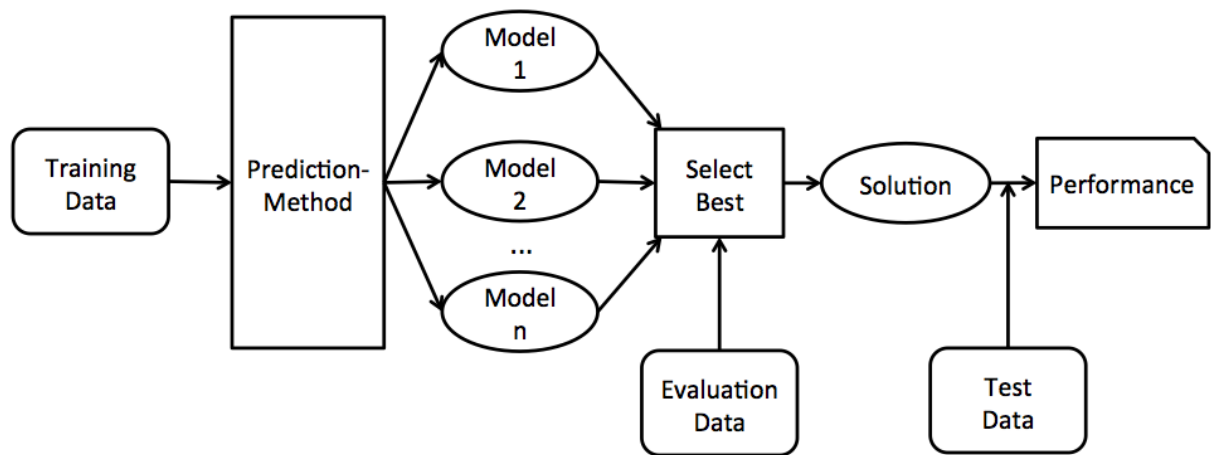 Training
Data
Prediction-
Method
Model
1
Model
2
...
Model
n
Select
Best
Evaluation
Data
Solution
Test
Data
Performance